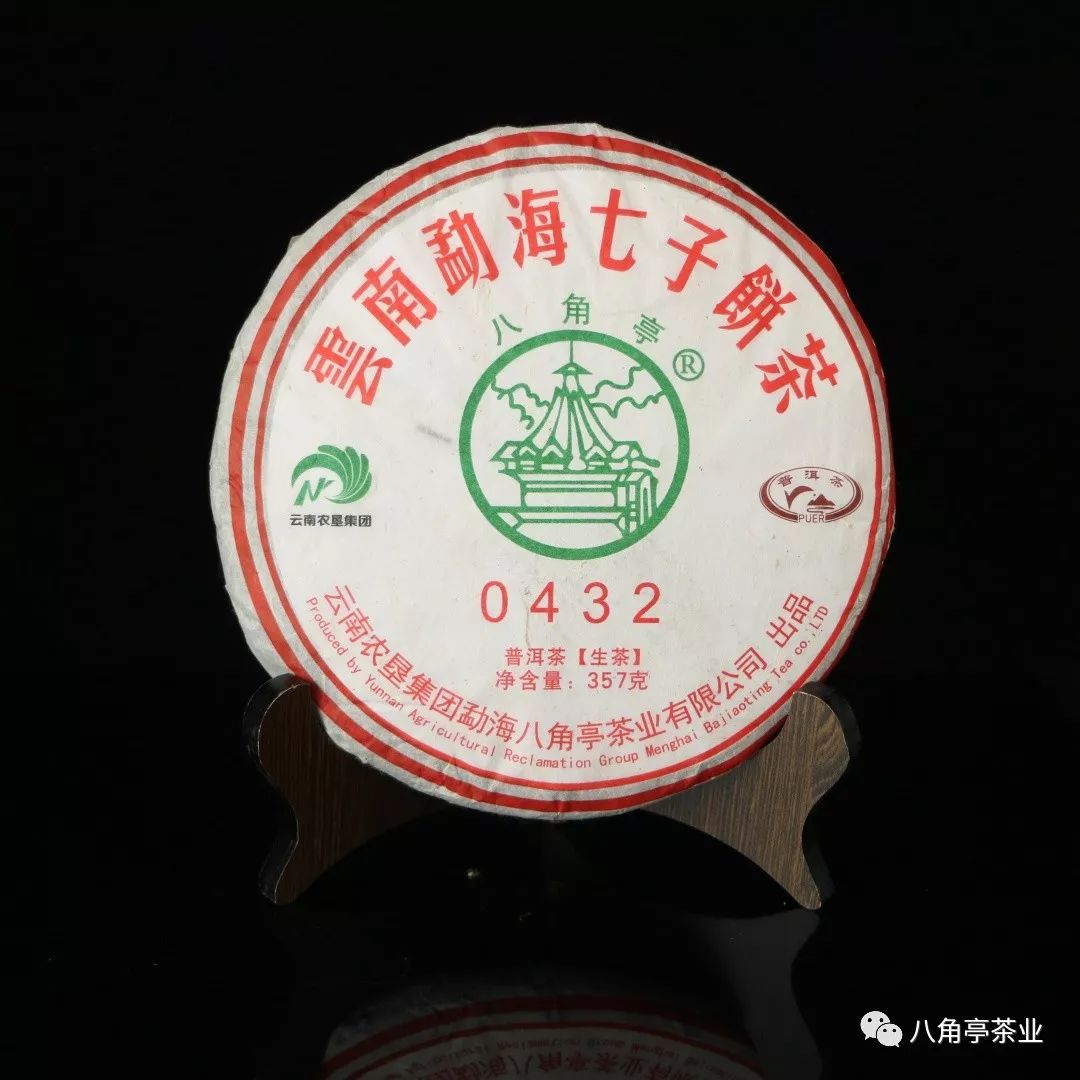 雲南勐海七子餅茶
八角亭®
云南农垦集团
普洱茶
PUER
0432
普洱茶【生茶】
净含量：357克
云南农垦集团勐海八角亭茶业有限公司 出品
Produced by Yunnan Agricultural Reclamation Group Menghai Bajiaoting Tea co.,LTD
八角亭茶业